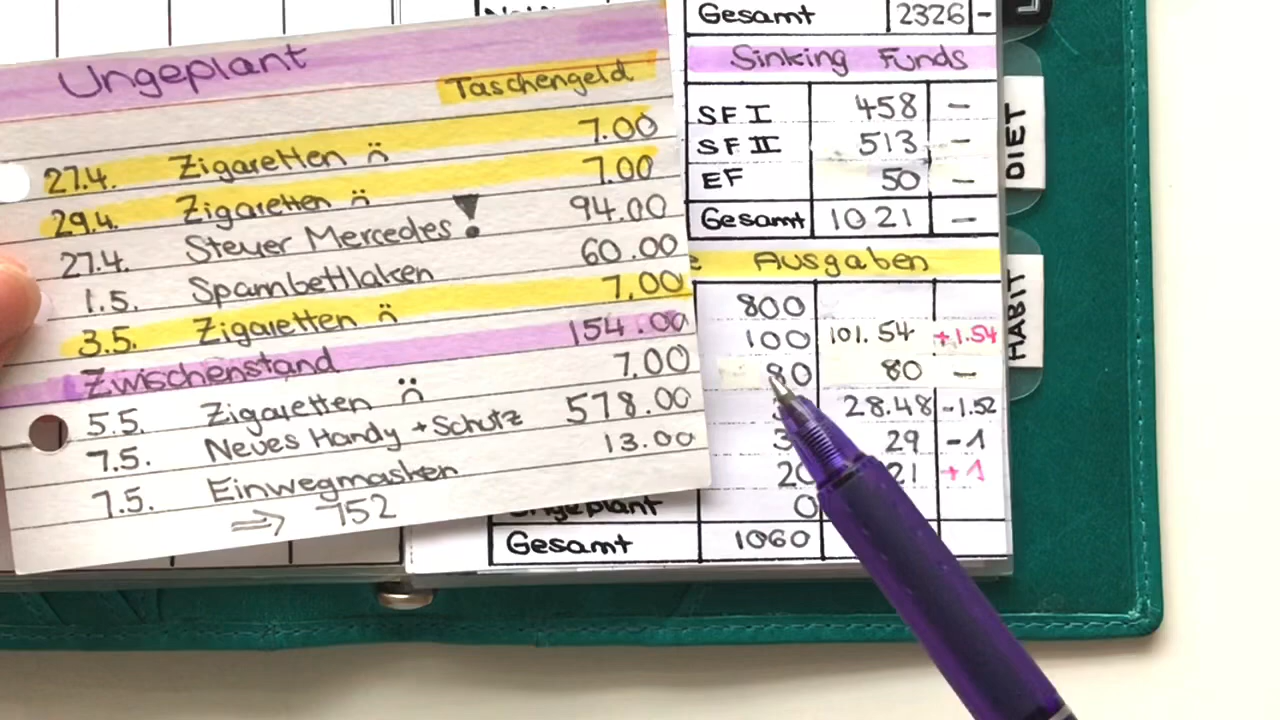 Ungeplant
Taschengeld
27.4. Zigaretten 7.00
29.4. Zigaretten 7.00
27.4. Steuer Mercedes! 94.00
1.5. Spannbettlaken 60.00
3.5. Zigaretten 7.00
Zwischenstand 154.00
5.5. Zigaretten 7.00
7.5. Neues Handy + Schutz 578.00
7.5. Einwegmasken 13.00
⇒ 752
Gesamt 2326 -
Sinking Funds
SF I 458 -
SF II 513 -
EF 50 -
Gesamt 1021 -
Ausgaben
800
100 101.54 +1.54
80 80 -
28.48 -1.52
29 -1
21 +1
Ungeplant 0
Gesamt 1060
DIET
HABIT